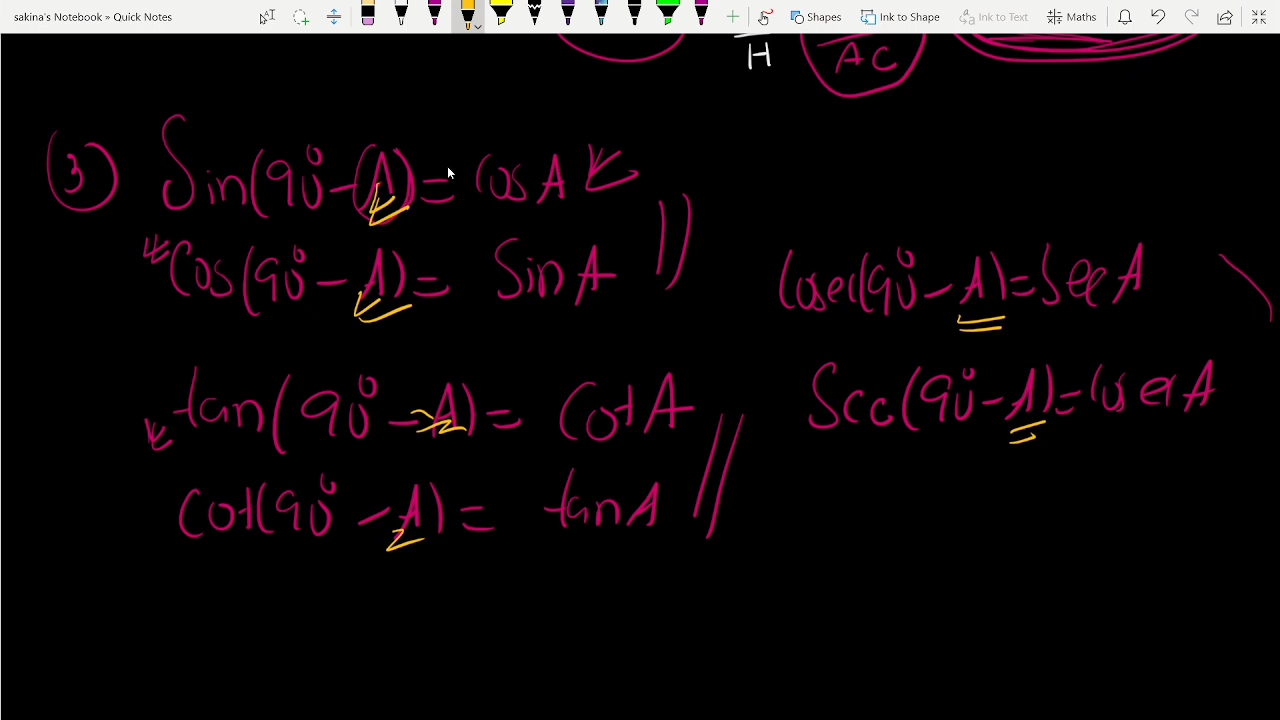 sakina's Notebook » Quick Notes
Shapes
Ink to Shape
Ink to Text
Maths
H
AC
3
Sin(90°-(A))= Cos A
Cos(90°-A)= Sin A
tan(90°-A)= Cot A
Cot(90°-A)= tan A
Cosec(90°-A)=Sec A
Sec(90°-A)=Cosec A